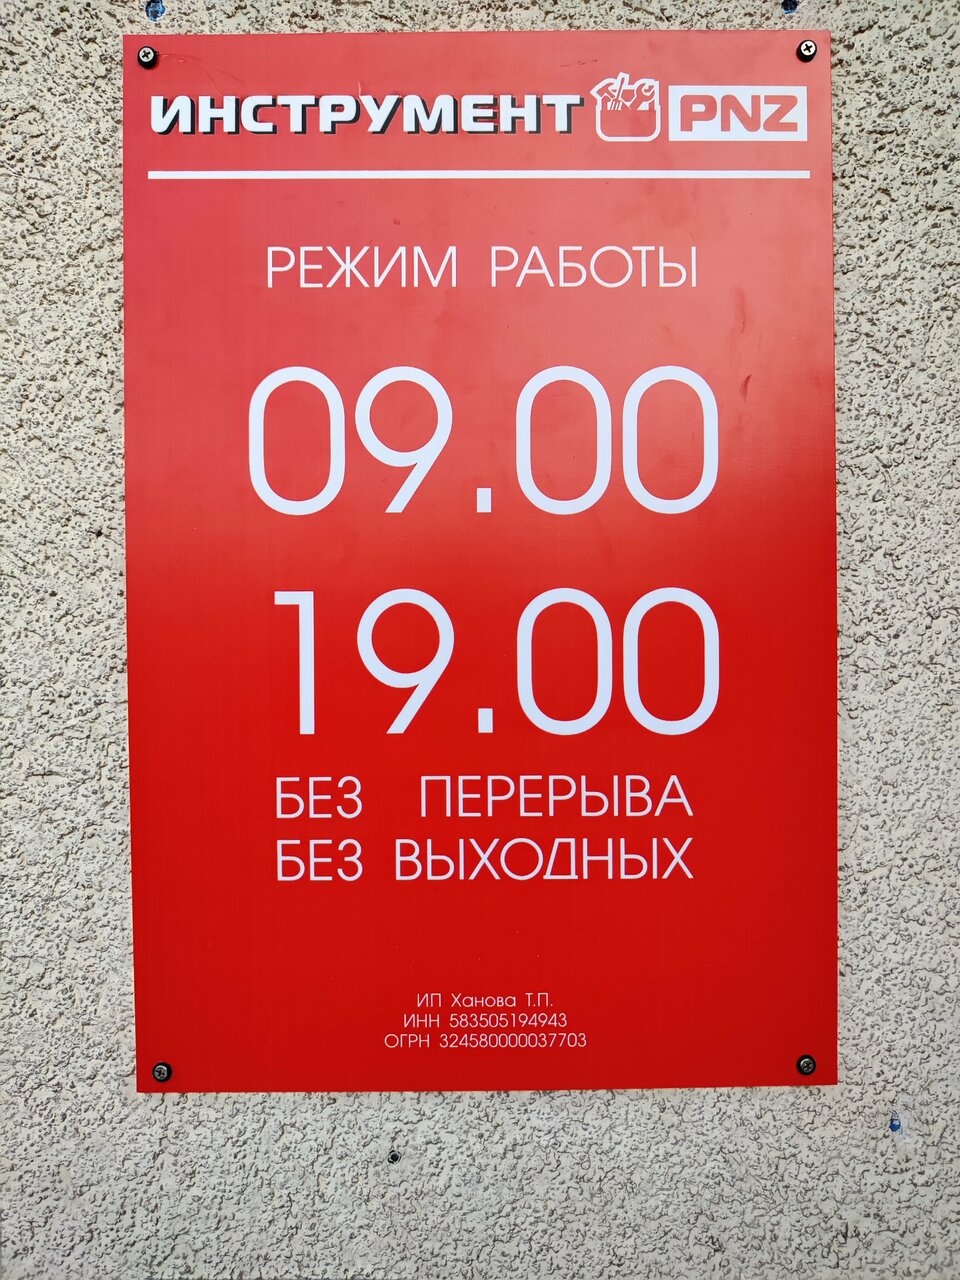 ИНСТРУМЕНТ PNZ
РЕЖИМ РАБОТЫ
09.00
19.00
БЕЗ ПЕРЕРЫВА
БЕЗ ВЫХОДНЫХ
ИП Ханова Т.П.
ИНН 583505194943
ОГРН 324580000037703